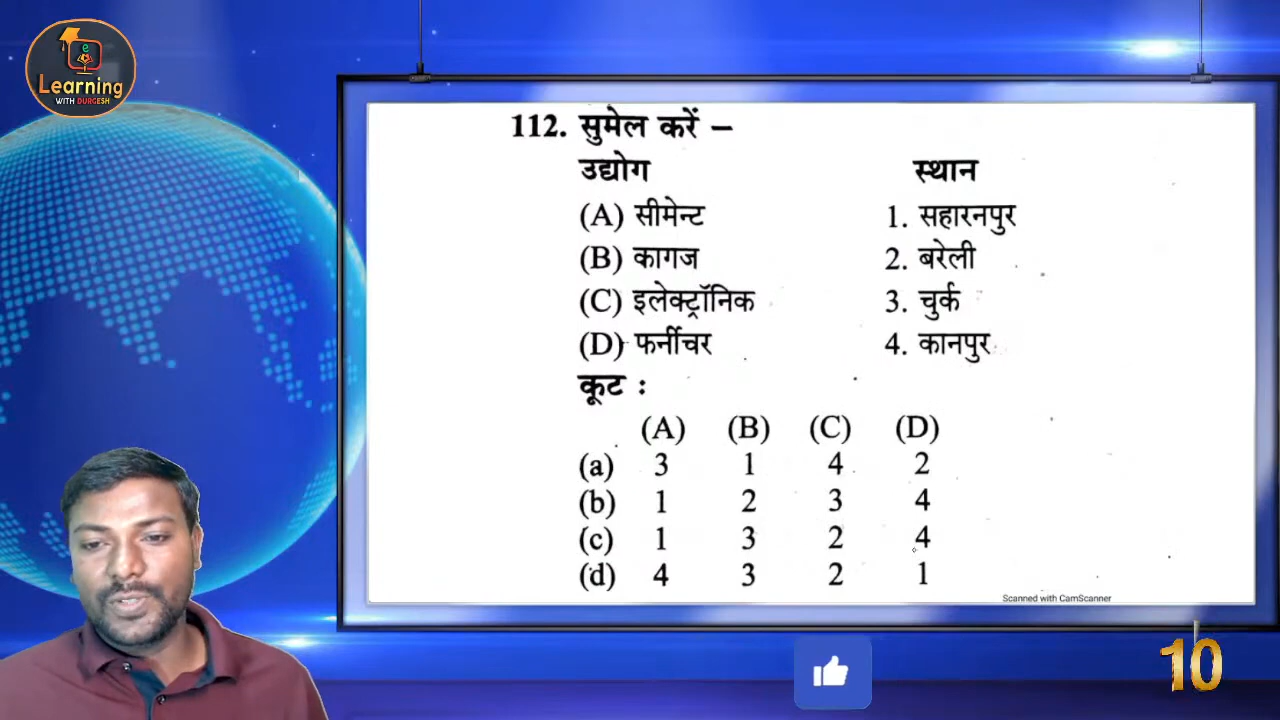 e
Learning
WITH DURGESH
112. सुमेल करें –
उद्योग स्थान
(A) सीमेन्ट 1. सहारनपुर
(B) कागज 2. बरेली
(C) इलेक्ट्रॉनिक 3. चुर्क
(D) फर्नीचर 4. कानपुर
कूट :
(A) (B) (C) (D)
(a) 3 1 4 2
(b) 1 2 3 4
(c) 1 3 2 4
(d) 4 3 2 1
Scanned with CamScanner
10